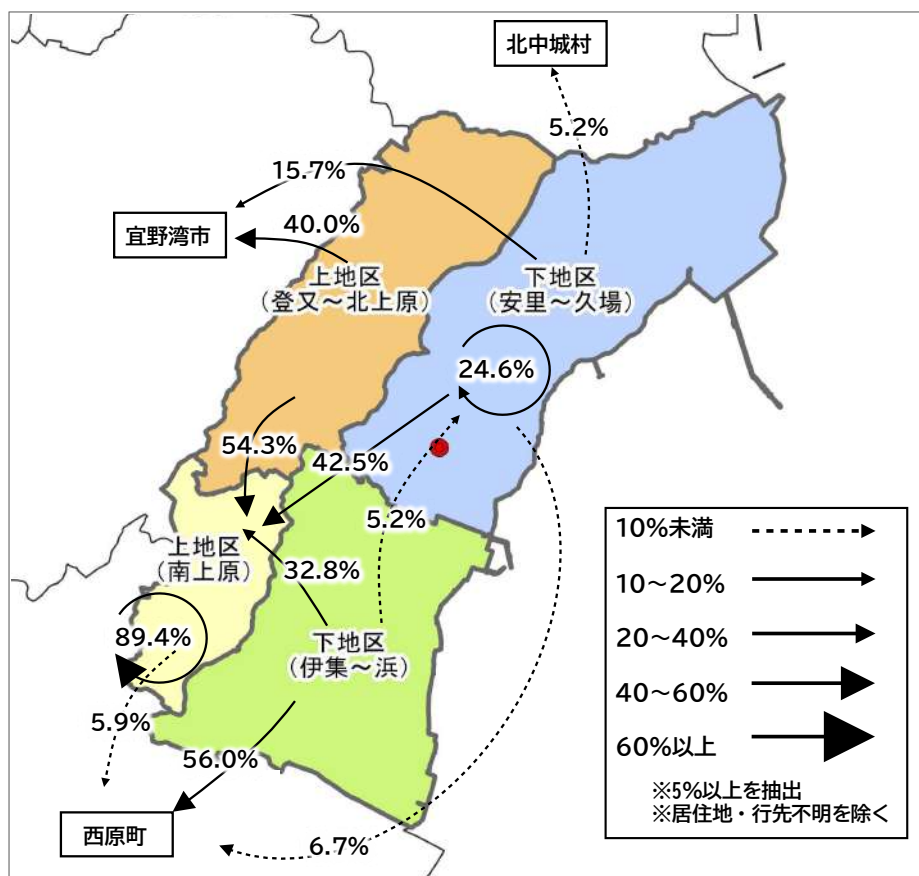 北中城村
5.2%
15.7%
宜野湾市
40.0%
上地区
(登又～北上原)
下地区
(安里～久場)
24.6%
54.3%
42.5%
5.2%
上地区
(南上原)
32.8%
89.4%
下地区
(伊集～浜)
5.9%
56.0%
西原町
6.7%
10%未満
10～20%
20～40%
40～60%
60%以上
※5%以上を抽出
※居住地・行先不明を除く